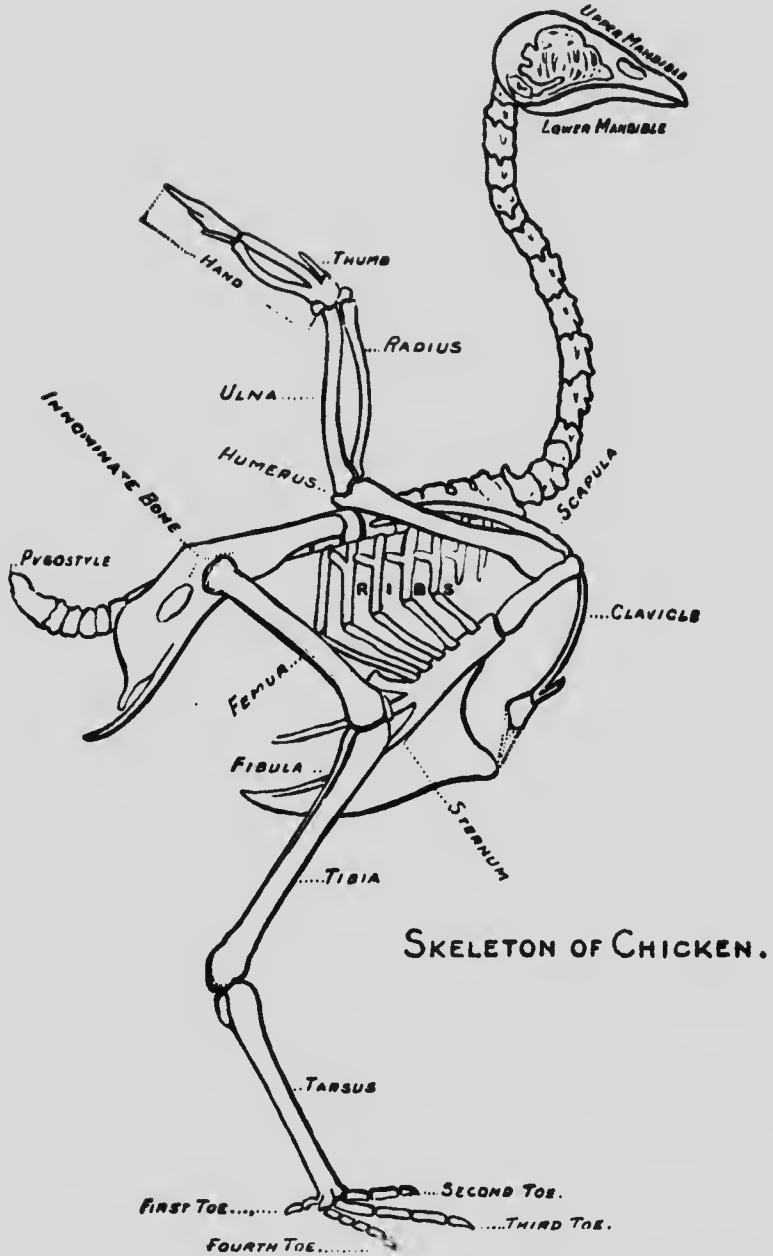 UPPER MANDIBLE
LOWER MANDIBLE
HAND
THUMB
RADIUS
ULNA
INNOMINATE BONE
HUMERUS
SCAPULA
PYGOSTYLE
RIBS
CLAVICLE
FEMUR
FIBULA
STERNUM
TIBIA
SKELETON OF CHICKEN.
TARSUS
SECOND TOE.
FIRST TOE
THIRD TOE.
FOURTH TOE